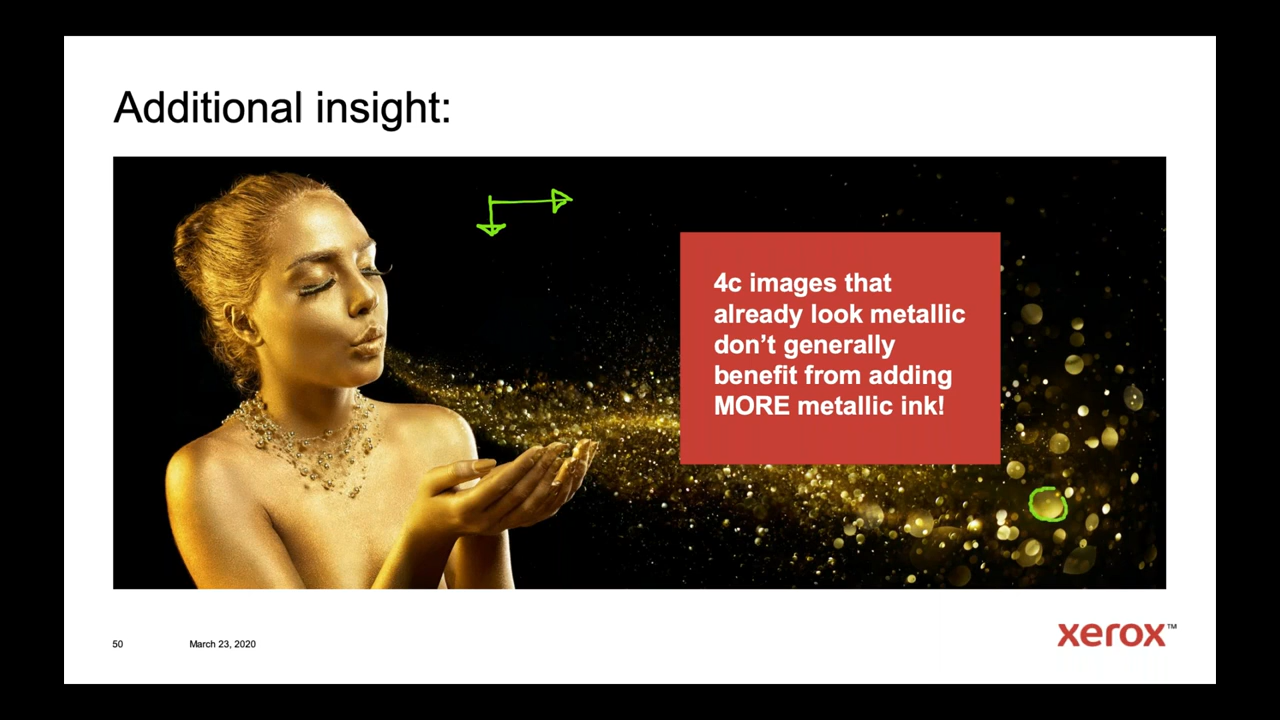 Additional insight:
4c images that
already look metallic
don't generally
benefit from adding
MORE metallic ink!
50
March 23, 2020
xerox™